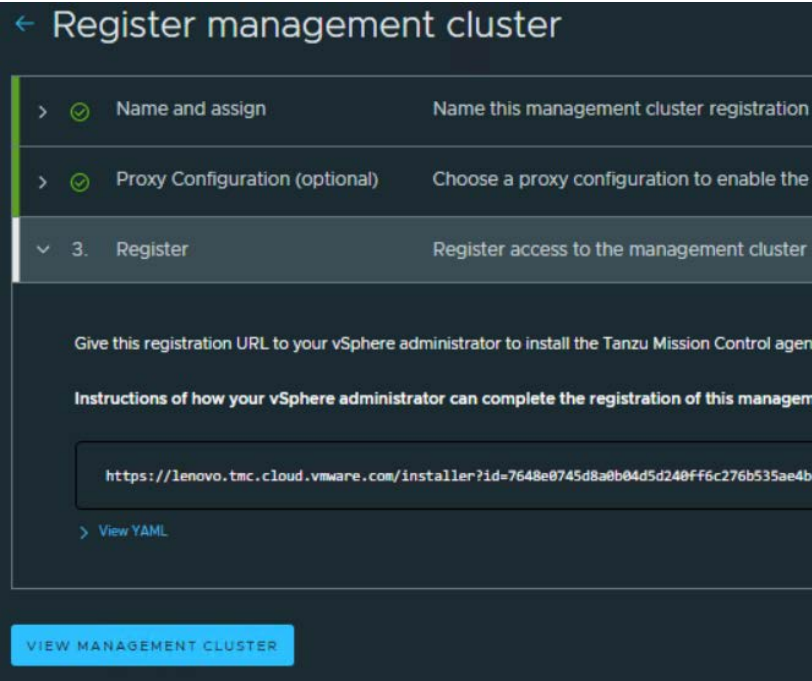 ← Register management cluster
Name and assign Name this management cluster registration
Proxy Configuration (optional) Choose a proxy configuration to enable the
3. Register Register access to the management cluster
Give this registration URL to your vSphere administrator to install the Tanzu Mission Control agen
Instructions of how your vSphere administrator can complete the registration of this managem
https://lenovo.tmc.cloud.vmware.com/installer?id=7648e0745d8a0b04d5d240ff6c276b535ae4b
View YAML
VIEW MANAGEMENT CLUSTER